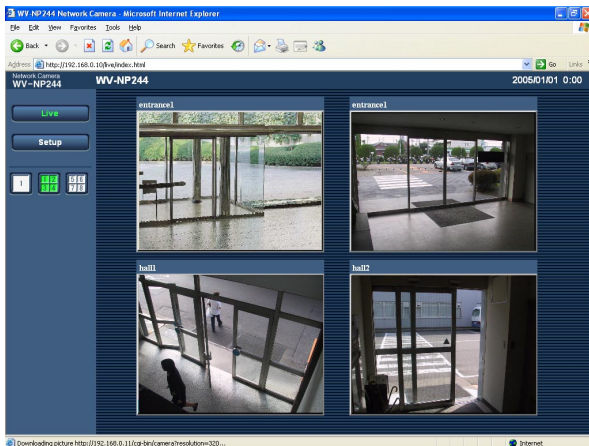 WV-NP244 Network Camera - Microsoft Internet Explorer
File Edit View Favorites Tools Help
Back Search Favorites
Address http://192.168.0.10/live/index.html Go Links
Network Camera
WV-NP244
WV-NP244
2005/01/01 0:00
Live
Setup
1
1 2
3 4
5 6
7 8
entrance1
entrance1
hall1
hall2
Downloading picture http://192.168.0.11/cgi-bin/camera?resolution=320...
Internet